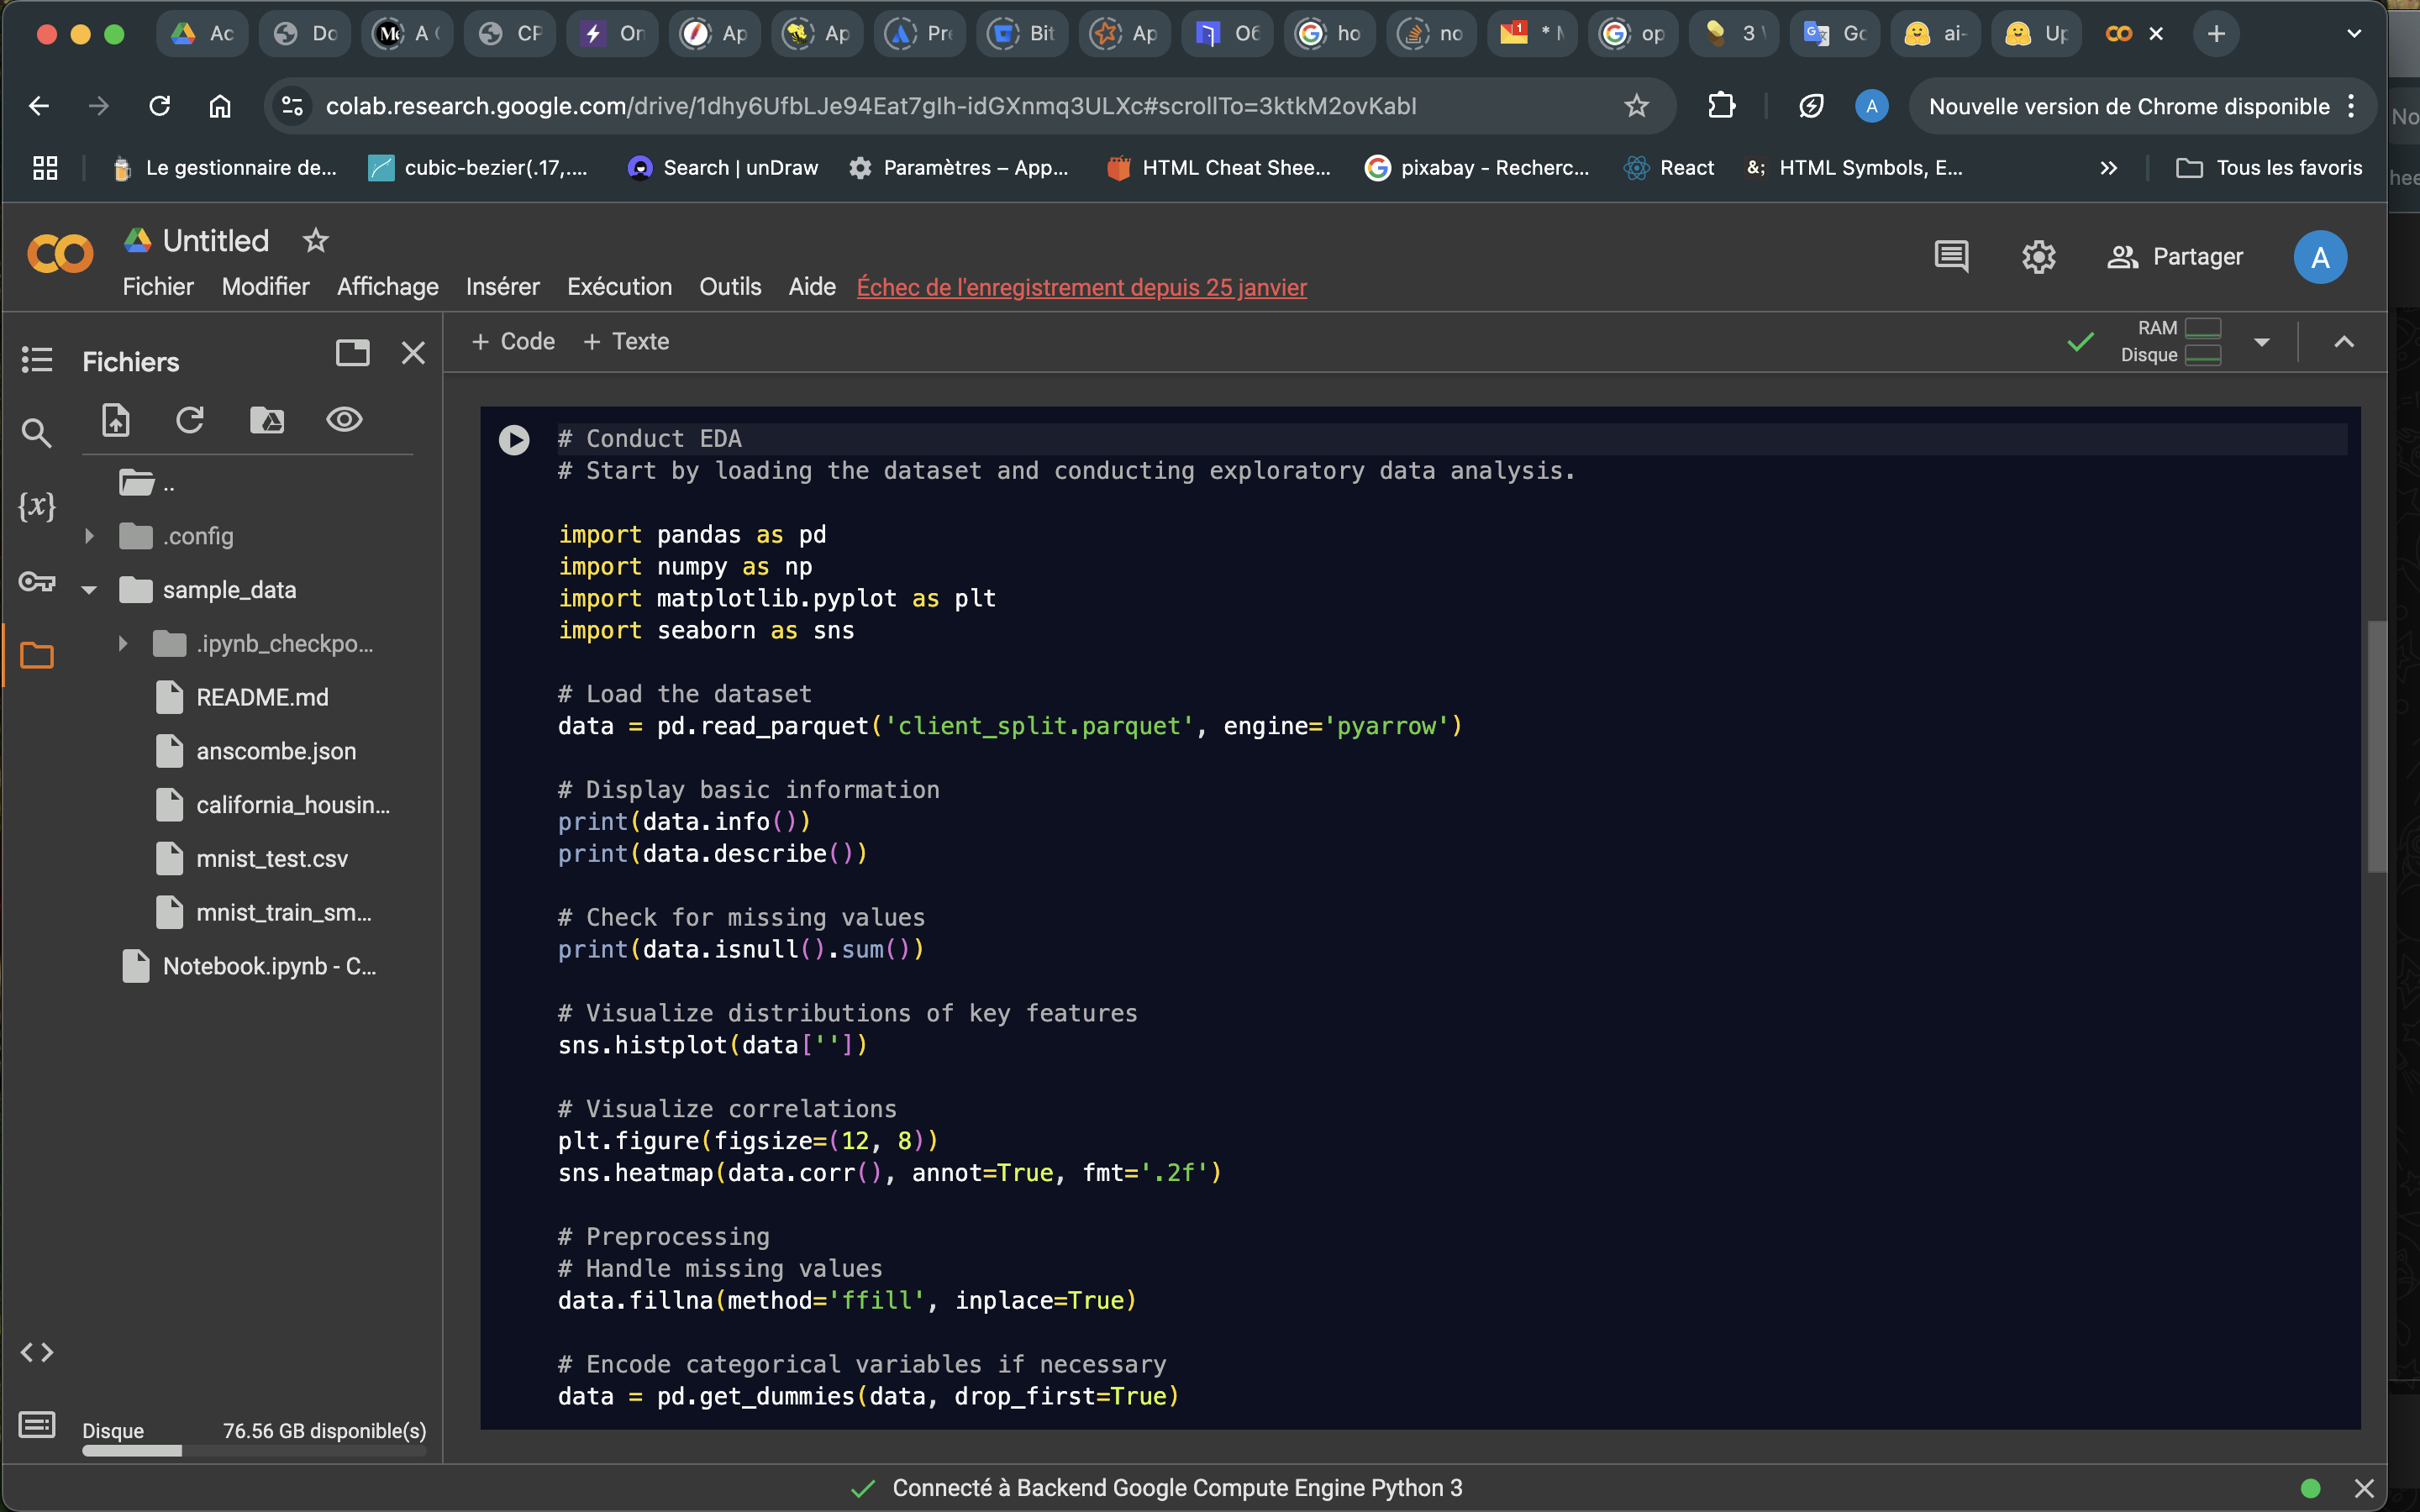 Ac
Do
A
CF
On
Ap
Ap
Pr
Bit
Ap
O6
ho
no
1
op
3
Gc
ai-
Up
colab.research.google.com/drive/1dhy6UfbLJe94Eat7glh-idGXnmq3ULXc#scrollTo=3ktkM2ovKabI
A
Nouvelle version de Chrome disponible
Le gestionnaire de...
cubic-bezier(.17,....
Search | unDraw
Paramètres – App...
HTML Cheat Shee...
pixabay - Recherc...
React
&;
HTML Symbols, E...
Tous les favoris
Untitled
Partager
A
Fichier Modifier Affichage Insérer Exécution Outils Aide Échec de l'enregistrement depuis 25 janvier
Fichiers
+ Code + Texte
RAM
Disque
..
{x}
.config
sample_data
.ipynb_checkpo...
README.md
anscombe.json
california_housin...
mnist_test.csv
mnist_train_sm...
Notebook.ipynb - C...
Disque 76.56 GB disponible(s)
# Conduct EDA
# Start by loading the dataset and conducting exploratory data analysis.
import pandas as pd
import numpy as np
import matplotlib.pyplot as plt
import seaborn as sns
# Load the dataset
data = pd.read_parquet('client_split.parquet', engine='pyarrow')
# Display basic information
print(data.info())
print(data.describe())
# Check for missing values
print(data.isnull().sum())
# Visualize distributions of key features
sns.histplot(data[''])
# Visualize correlations
plt.figure(figsize=(12, 8))
sns.heatmap(data.corr(), annot=True, fmt='.2f')
# Preprocessing
# Handle missing values
data.fillna(method='ffill', inplace=True)
# Encode categorical variables if necessary
data = pd.get_dummies(data, drop_first=True)
Connecté à Backend Google Compute Engine Python 3
No
hee